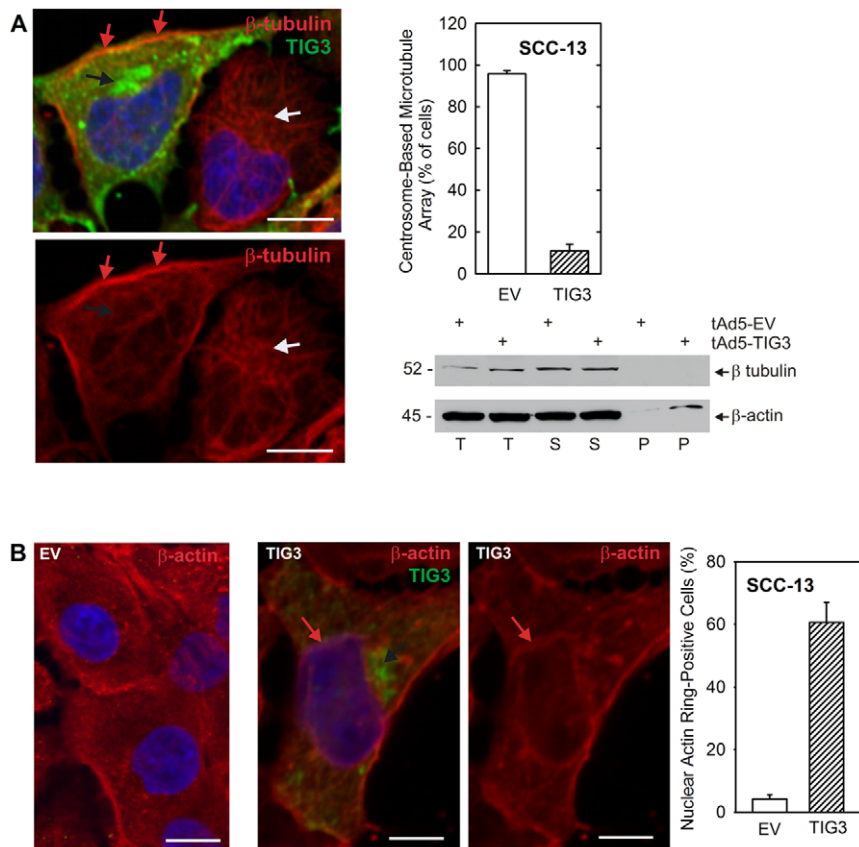 A
β-tubulin
TIG3
β-tubulin
120
100
80
60
40
20
0
Centrosome-Based Microtubule
Array (% of cells)
SCC-13
EV
TIG3
+ + + tAd5-EV
+ + + tAd5-TIG3
52 - β tubulin
45 - β-actin
T T S S P P
B
EV β-actin
TIG3 β-actin
TIG3
TIG3 β-actin
80
60
40
20
0
Nuclear Actin Ring-Positive Cells (%)
SCC-13
EV
TIG3